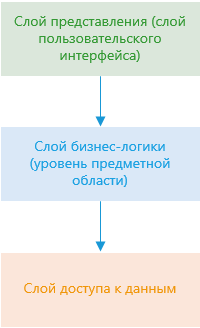 Слой представления (слой
пользовательского
интерфейса)
Слой бизнес-логики
(уровень предметной
области)
Слой доступа к данным